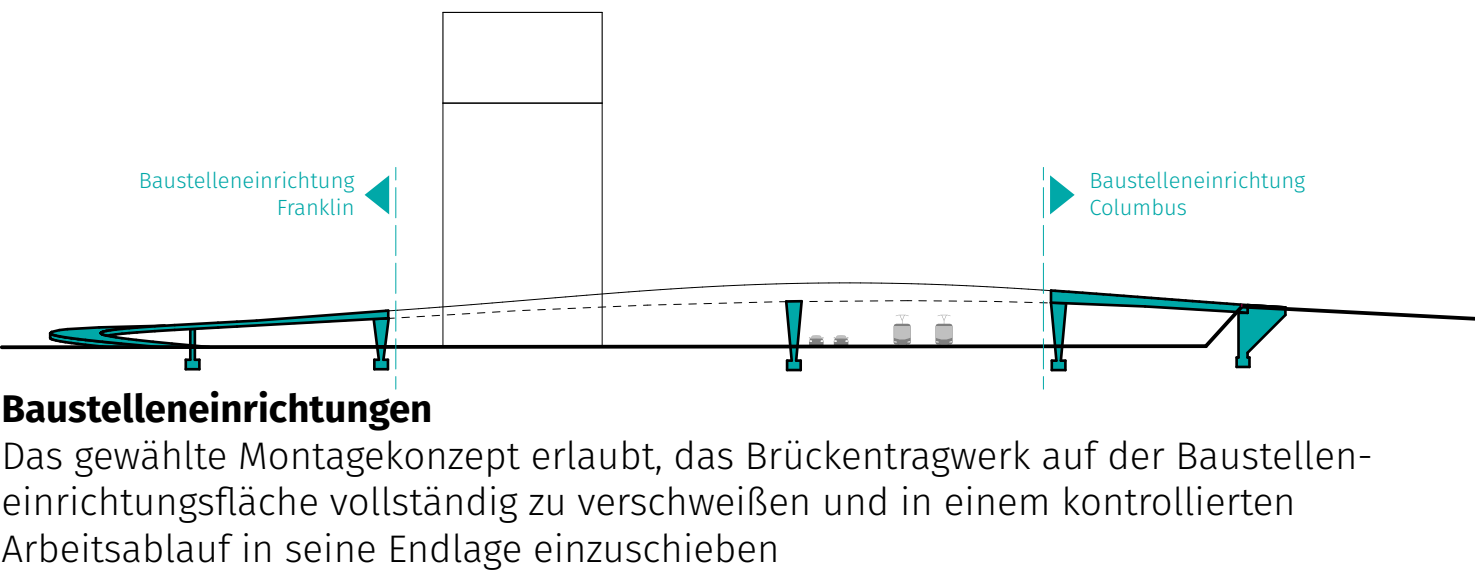 Baustelleneinrichtung
Franklin
Baustelleneinrichtung
Columbus
Baustelleneinrichtungen
Das gewählte Montagekonzept erlaubt, das Brückentragwerk auf der Baustellen-
einrichtungsfläche vollständig zu verschweißen und in einem kontrollierten
Arbeitsablauf in seine Endlage einzuschieben